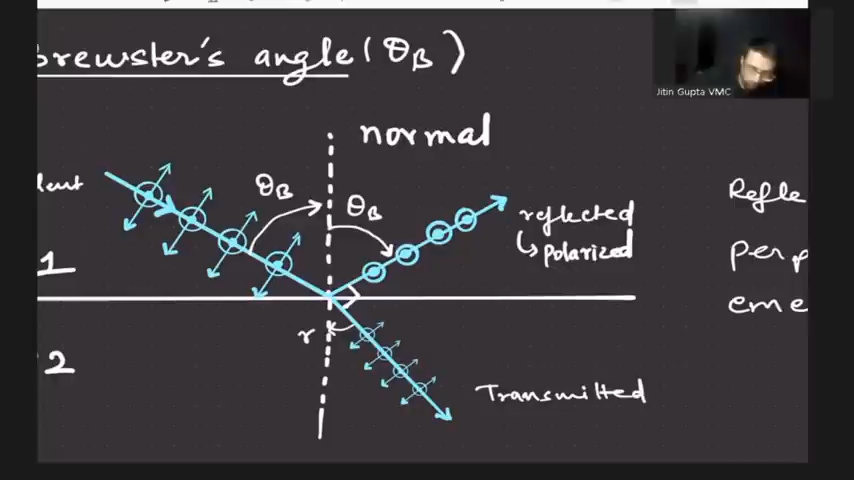 brewster's angle (θB)
Jitin Gupta VMC
normal
θB
θB
reflected
↳ polarized
1
r
2
Transmitted
Refle
perp
eme